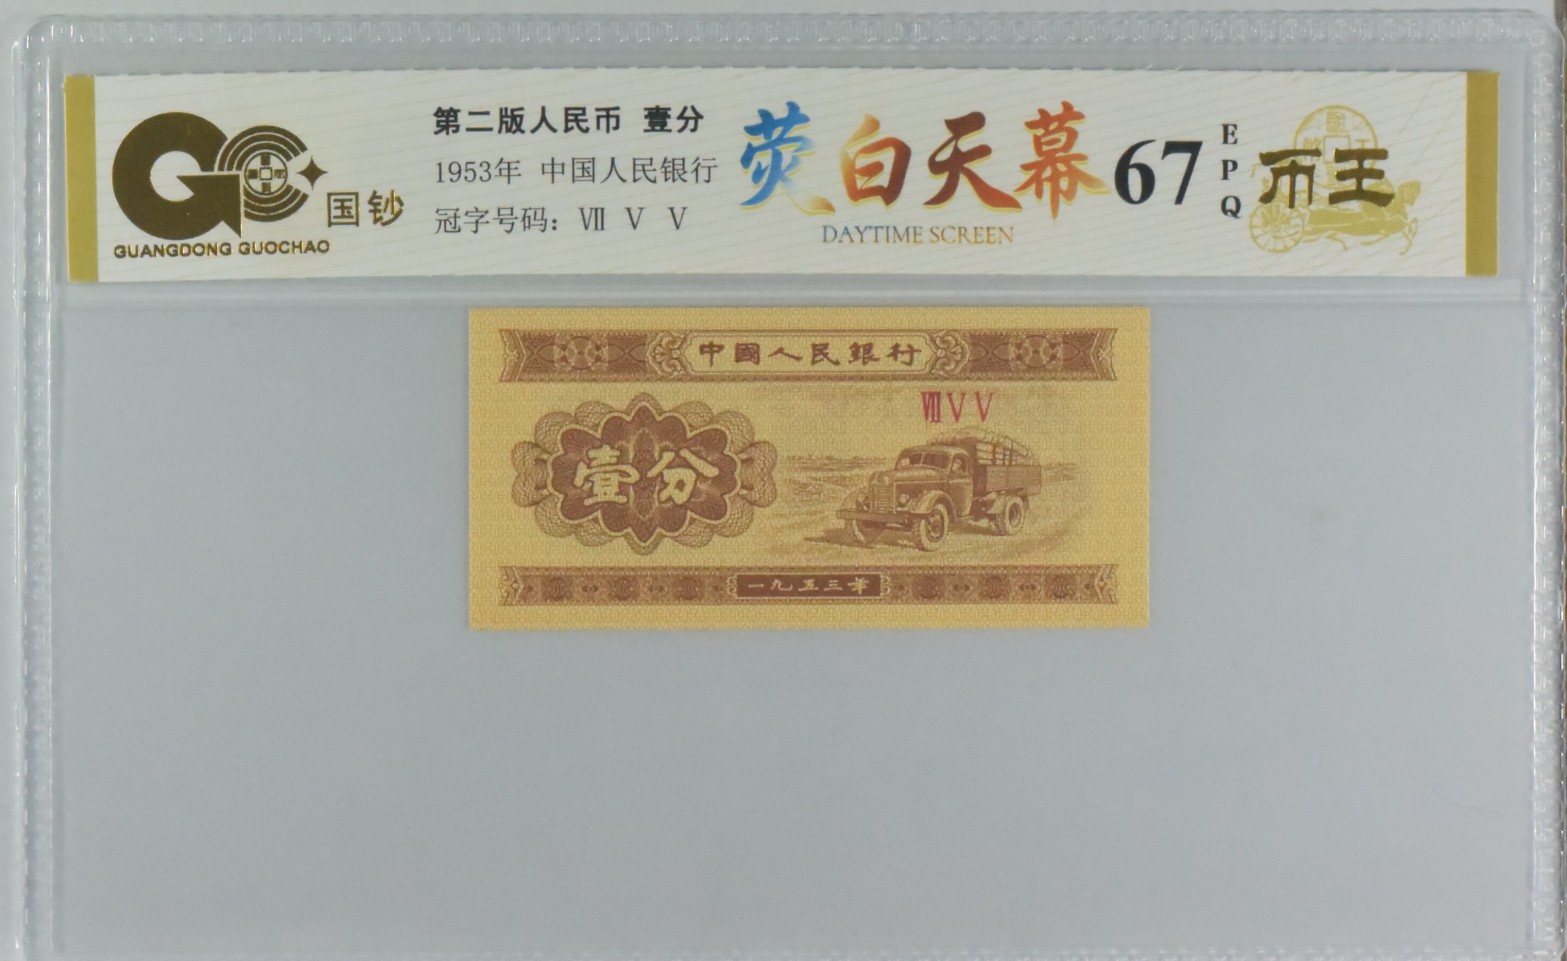 GUANGDONG GUOCHAO
国钞
第二版人民币 壹分
1953年 中国人民银行
冠字号码: Ⅶ Ⅴ Ⅴ
荧白天幕
DAYTIME SCREEN
67
EPQ
币王
中國人民銀行
ⅦⅤⅤ
壹分
一九五三年